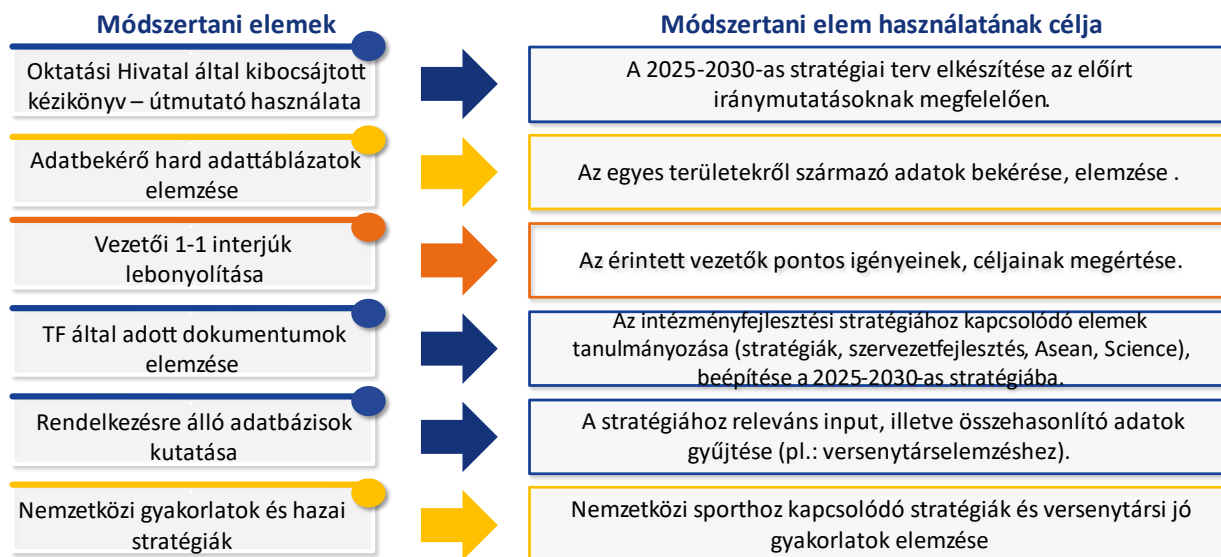 Módszertani elemek
Módszertani elem használatának célja
Oktatási Hivatal által kibocsájtott
kézikönyv – útmutató használata
A 2025-2030-as stratégiai terv elkészítése az előírt
iránymutatásoknak megfelelően.
Adatbekérő hard adattáblázatok
elemzése
Az egyes területekről származó adatok bekérése, elemzése .
Vezetői 1-1 interjúk
lebonyolítása
Az érintett vezetők pontos igényeinek, céljainak megértése.
TF által adott dokumentumok
elemzése
Az intézményfejlesztési stratégiához kapcsolódó elemek
tanulmányozása (stratégiák, szervezetfejlesztés, Asean, Science),
beépítése a 2025-2030-as stratégiába.
Rendelkezésre álló adatbázisok
kutatása
A stratégiához releváns input, illetve összehasonlító adatok
gyűjtése (pl.: versenytárselemzéshez).
Nemzetközi gyakorlatok és hazai
stratégiák
Nemzetközi sporthoz kapcsolódó stratégiák és versenytársi jó
gyakorlatok elemzése